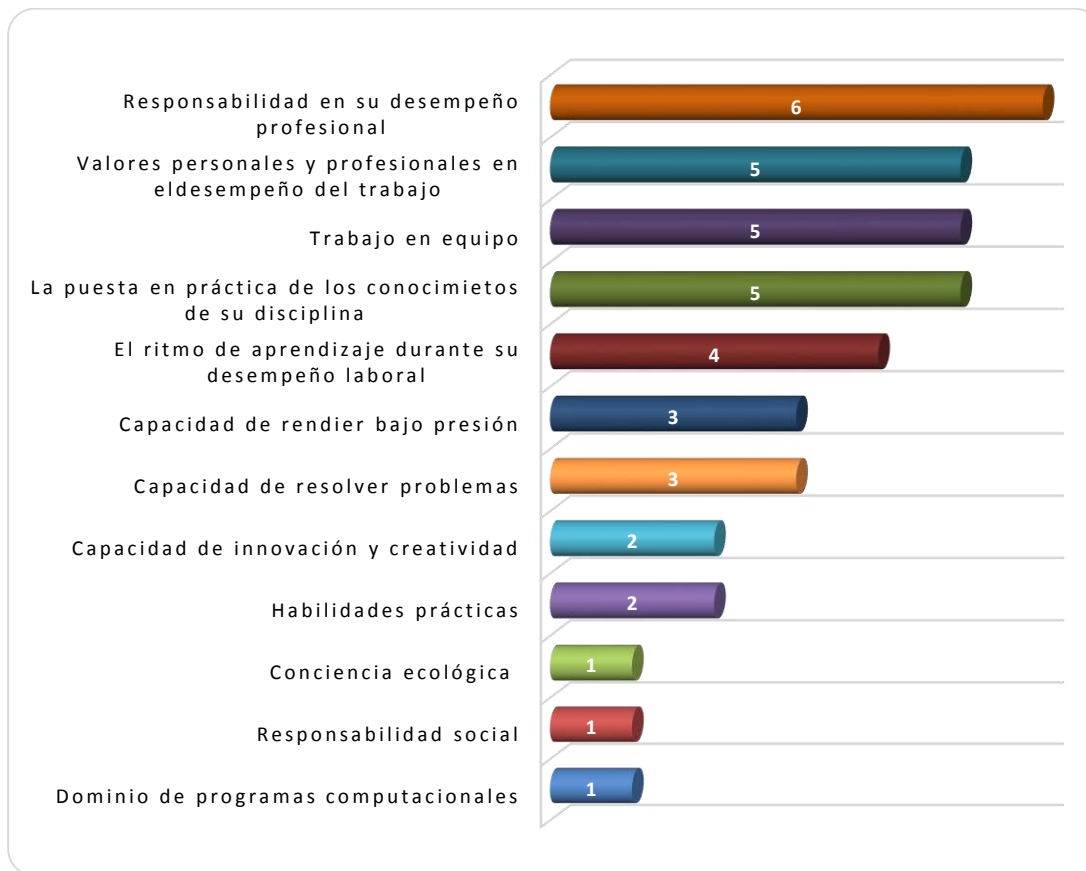 Responsabilidad en su desempeño
profesional
6
Valores personales y profesionales en
eldesempeño del trabajo
5
Trabajo en equipo
5
La puesta en práctica de los conocimietos
de su disciplina
5
El ritmo de aprendizaje durante su
desempeño laboral
4
Capacidad de rendier bajo presión
3
Capacidad de resolver problemas
3
Capacidad de innovación y creatividad
2
Habilidades prácticas
2
Conciencia ecológica
1
Responsabilidad social
1
Dominio de programas computacionales
1